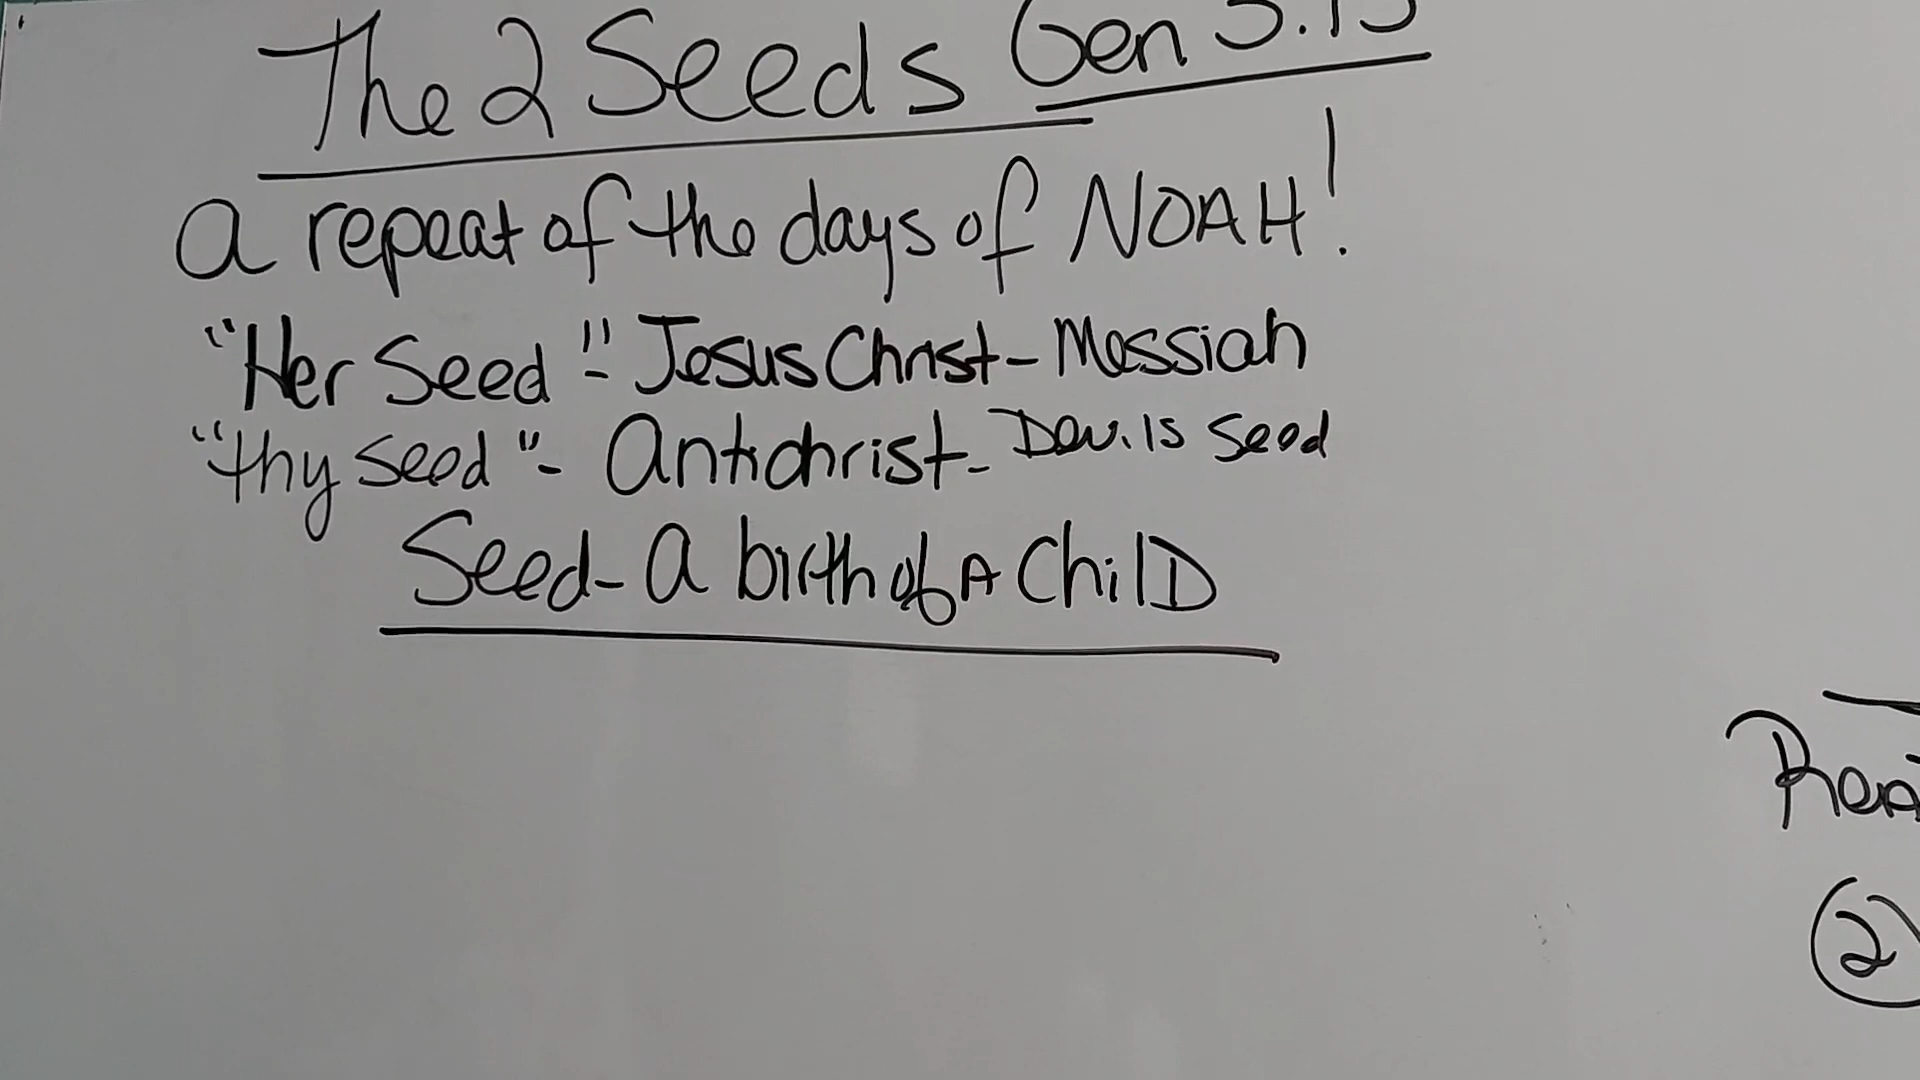 The 2 Seeds Gen 3:15
a repeat of the days of NOAH!
"Her Seed" - Jesus Christ - Messiah
"thy seed" - Antichrist - Devils Seed
Seed - A birth of A ChilD
②